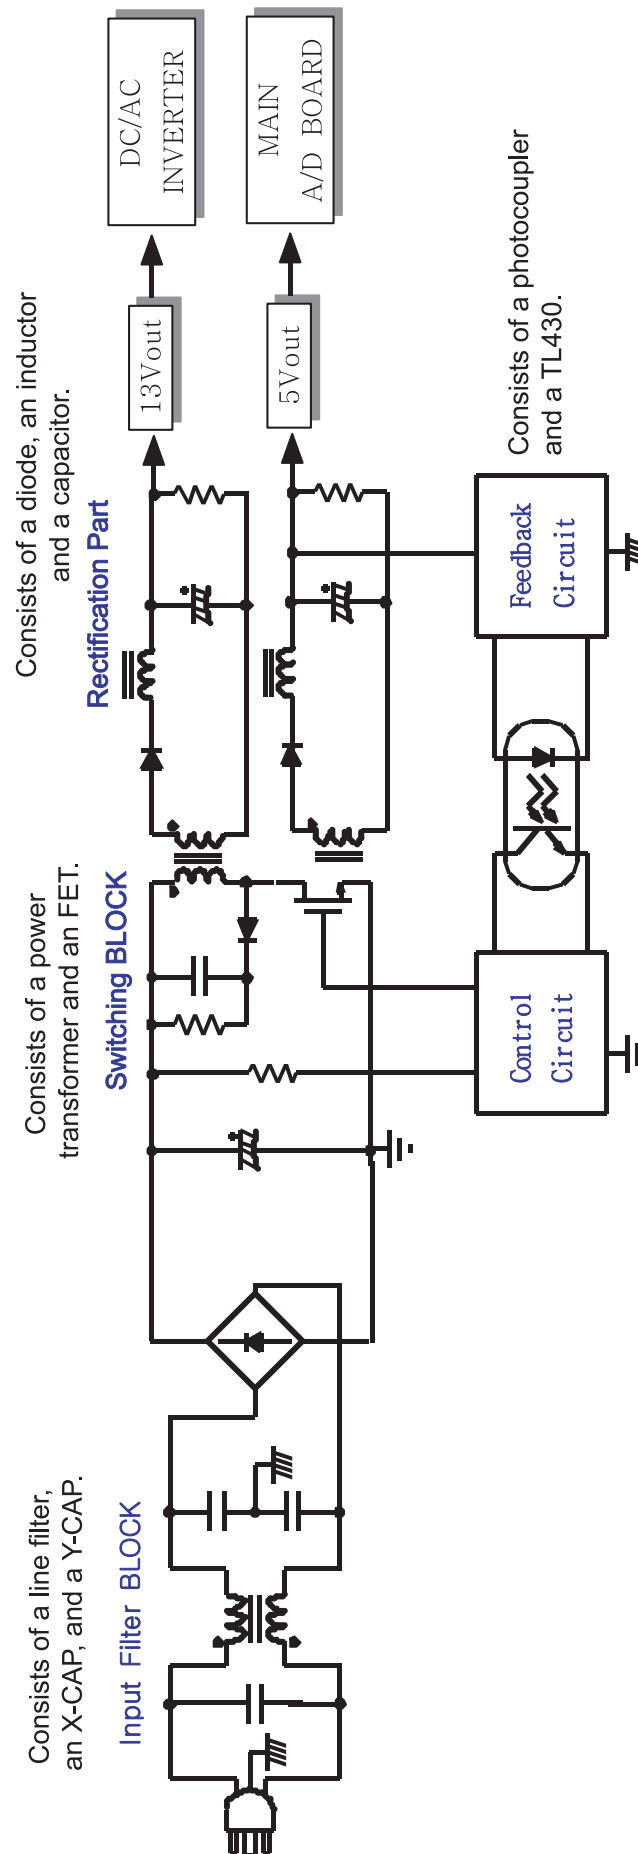 Consists of a line filter,
an X-CAP, and a Y-CAP.
Input Filter BLOCK
Consists of a power
transformer and an FET.
Switching BLOCK
Consists of a diode, an inductor
and a capacitor.
Rectification Part
13Vout
DC/AC
INVERTER
5Vout
MAIN
A/D BOARD
Control
Circuit
Feedback
Circuit
Consists of a photocoupler
and a TL430.